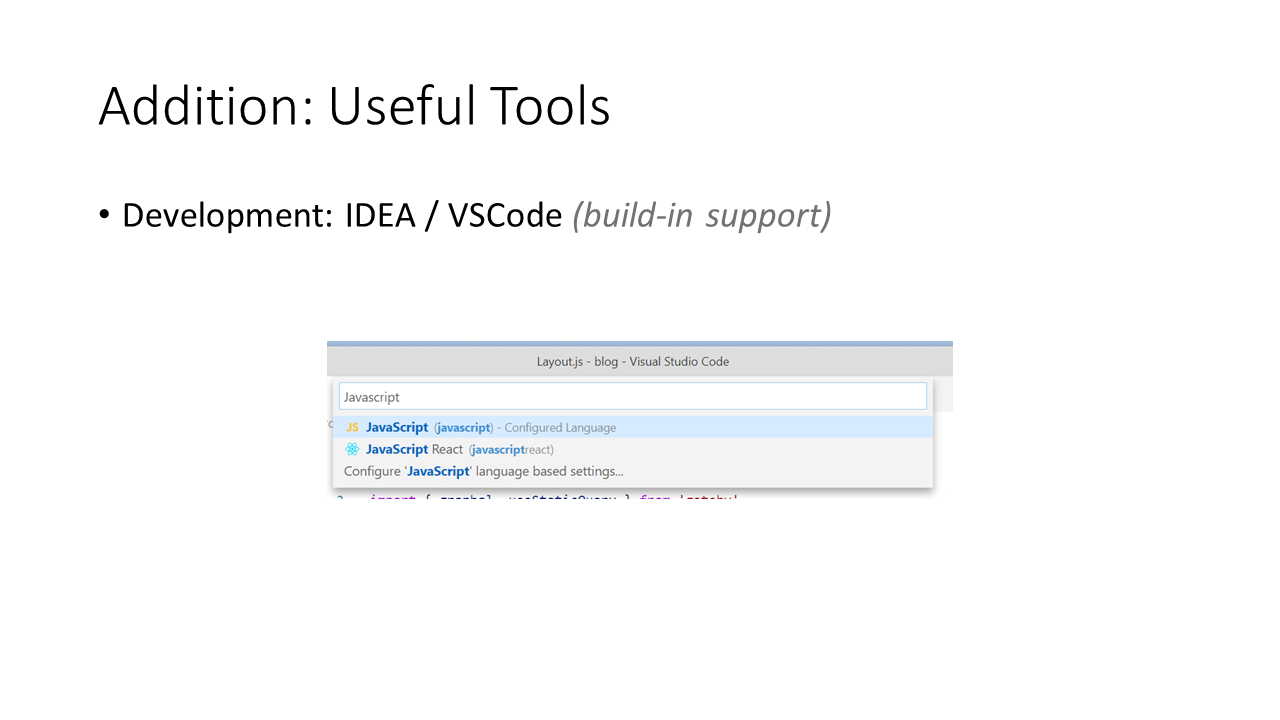 Addition: Useful Tools
• Development: IDEA / VSCode (build-in support)
Layout.js - blog - Visual Studio Code
Javascript
JS JavaScript (javascript) - Configured Language
JavaScript React (javascriptreact)
Configure 'JavaScript' language based settings...